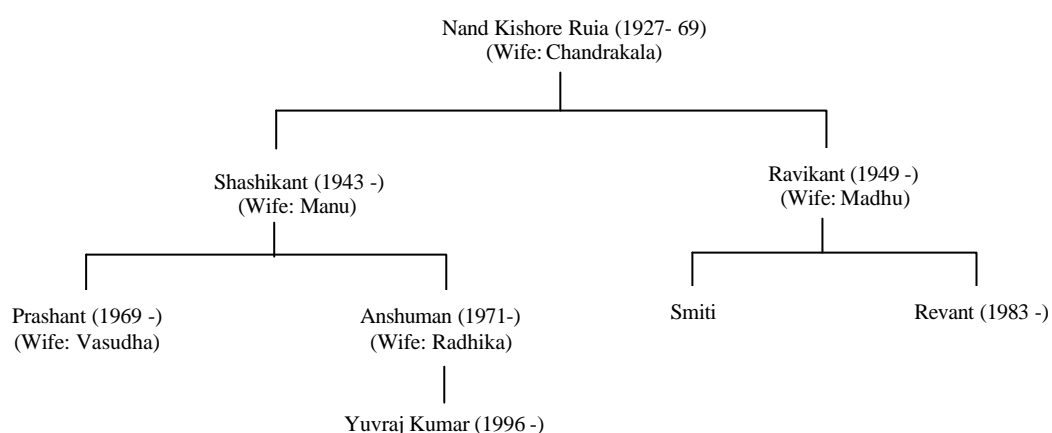 Nand Kishore Ruia (1927- 69)
(Wife: Chandrakala)
Shashikant (1943 -)
(Wife: Manu)
Ravikant (1949 -)
(Wife: Madhu)
Prashant (1969 -)
(Wife: Vasudha)
Anshuman (1971-)
(Wife: Radhika)
Smiti
Revant (1983 -)
Yuvraj Kumar (1996 -)